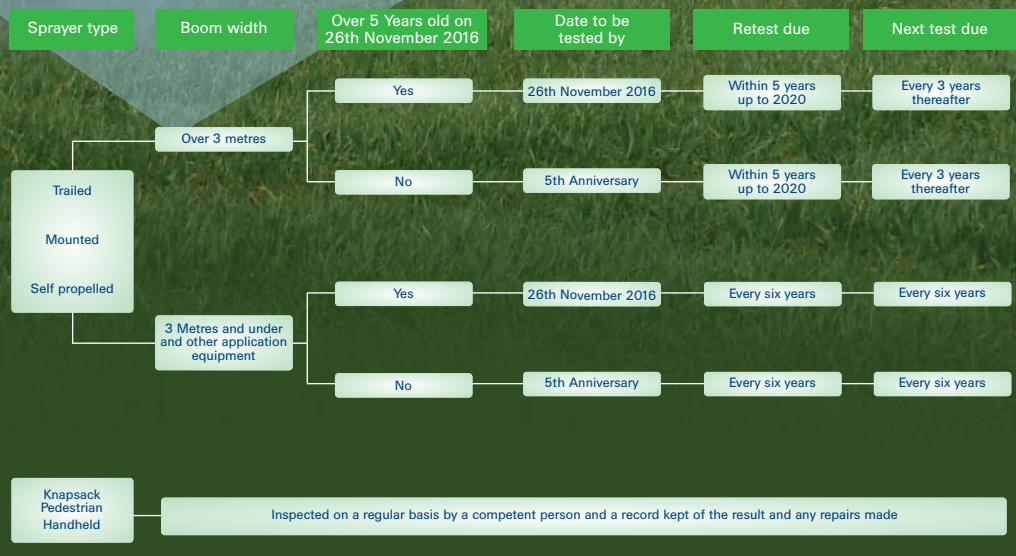 Sprayer type
Boom width
Over 5 Years old on
26th November 2016
Date to be
tested by
Retest due
Next test due
Yes
26th November 2016
Within 5 years
up to 2020
Every 3 years
thereafter
Over 3 metres
No
5th Anniversary
Within 5 years
up to 2020
Every 3 years
thereafter
Trailed
Mounted
Self propelled
Yes
26th November 2016
Every six years
Every six years
3 Metres and under
and other application
equipment
No
5th Anniversary
Every six years
Every six years
Knapsack
Pedestrian
Handheld
Inspected on a regular basis by a competent person and a record kept of the result and any repairs made